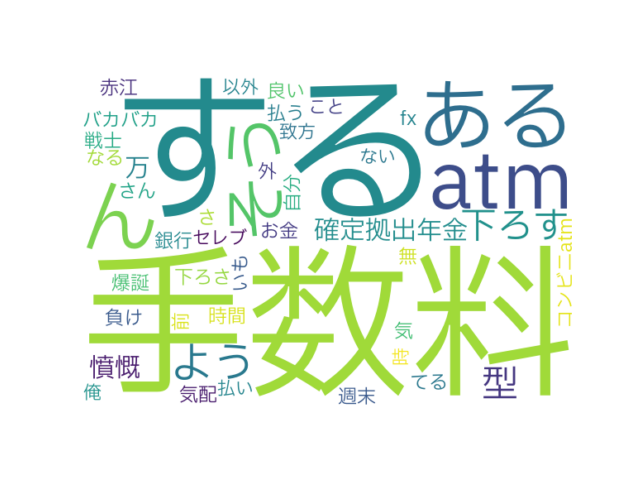 赤江
以外
良い
する
ある
バカバカ
払う
こと
fx
戦士
致方
なる
ない
万
外
atm
さん
自分
そう
ん
さ
お金
確定拠出年金
下ろす
銀行
セレブ
コンビニatm
手数料
爆誕
下ろさ
いも
無
負け
前
時間
気
よう
時
憤慨
型
俺
気配
払い
週末
てる